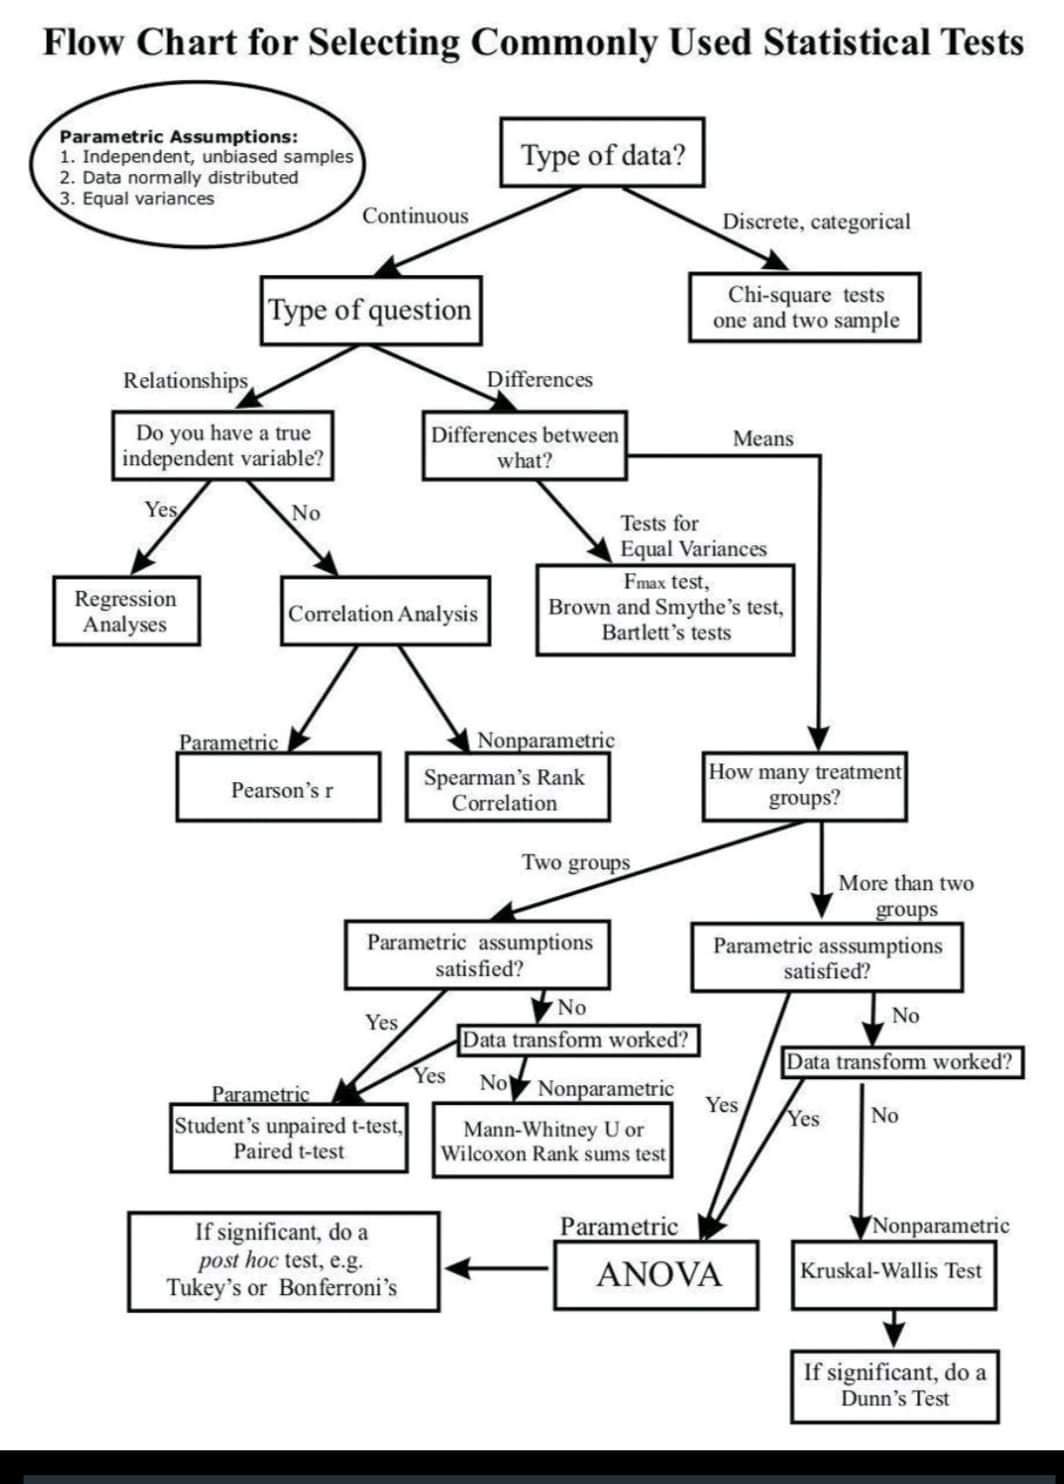 Flow Chart for Selecting Commonly Used Statistical Tests
Parametric Assumptions:
1. Independent, unbiased samples
2. Data normally distributed
3. Equal variances
Type of data?
Continuous
Discrete, categorical
Type of question
Chi-square tests
one and two sample
Relationships
Differences
Do you have a true
independent variable?
Differences between
what?
Means
Yes
No
Tests for
Equal Variances
Regression
Analyses
Correlation Analysis
Fmax test,
Brown and Smythe's test,
Bartlett's tests
Parametric
Nonparametric
Pearson's r
Spearman's Rank
Correlation
How many treatment
groups?
Two groups
More than two
groups
Parametric assumptions
satisfied?
Parametric asssumptions
satisfied?
Yes
No
No
Data transform worked?
Data transform worked?
Yes
No
Nonparametric
Parametric
Student's unpaired t-test,
Paired t-test
Mann-Whitney U or
Wilcoxon Rank sums test
Yes
Yes
No
Parametric
Nonparametric
If significant, do a
post hoc test, e.g.
Tukey's or Bonferroni's
ANOVA
Kruskal-Wallis Test
If significant, do a
Dunn's Test